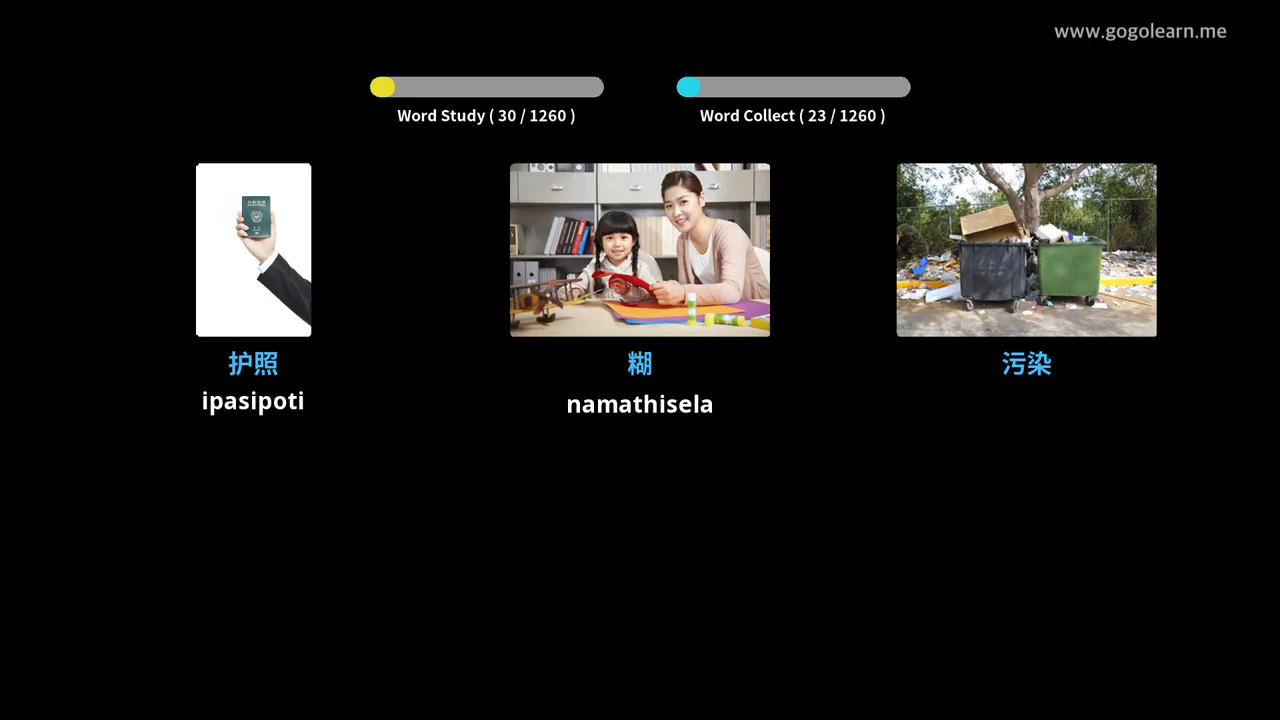 www.gogolearn.me
Word Study ( 30 / 1260 )
Word Collect ( 23 / 1260 )
护照
糊
污染
ipasipoti
namathisela